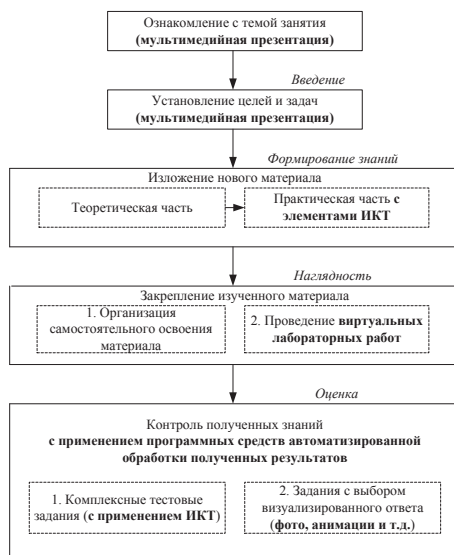 Ознакомление с темой занятия
(мультимедийная презентация)
Введение
Установление целей и задач
(мультимедийная презентация)
Формирование знаний
Изложение нового материала
Теоретическая часть
Практическая часть с
элементами ИКТ
Наглядность
Закрепление изученного материала
1. Организация
самостоятельного освоения
материала
2. Проведение виртуальных
лабораторных работ
Оценка
Контроль полученных знаний
с применением программных средств автоматизированной
обработки полученных результатов
1. Комплексные тестовые
задания (с применением ИКТ)
2. Задания с выбором
визуализированного ответа
(фото, анимации и т.д.)